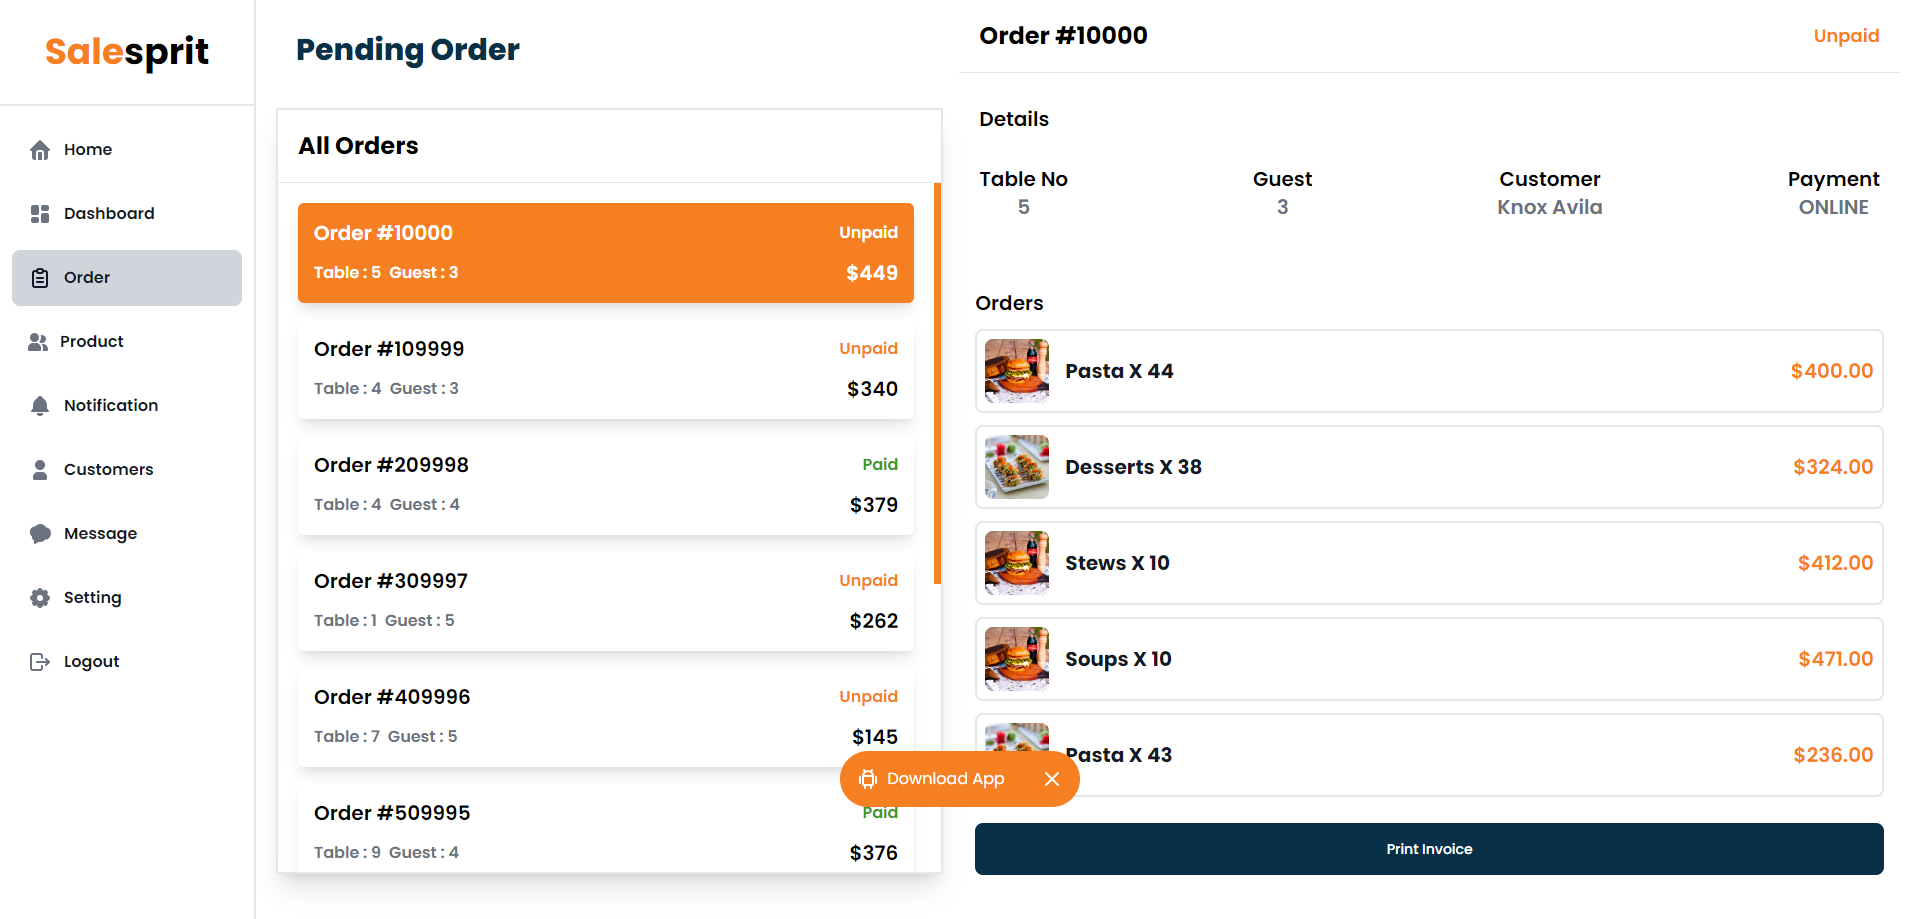 Salesprit
Home
Dashboard
Order
Product
Notification
Customers
Message
Setting
Logout
Pending Order
All Orders
Order #10000
Unpaid
Table : 5 Guest : 3
$449
Order #109999
Unpaid
Table : 4 Guest : 3
$340
Order #209998
Paid
Table : 4 Guest : 4
$379
Order #309997
Unpaid
Table : 1 Guest : 5
$262
Order #409996
Unpaid
Table : 7 Guest : 5
$145
Order #509995
Paid
Table : 9 Guest : 4
$376
Download App
Order #10000
Unpaid
Details
Table No
5
Guest
3
Customer
Knox Avila
Payment
ONLINE
Orders
Pasta X 44
$400.00
Desserts X 38
$324.00
Stews X 10
$412.00
Soups X 10
$471.00
Pasta X 43
$236.00
Print Invoice